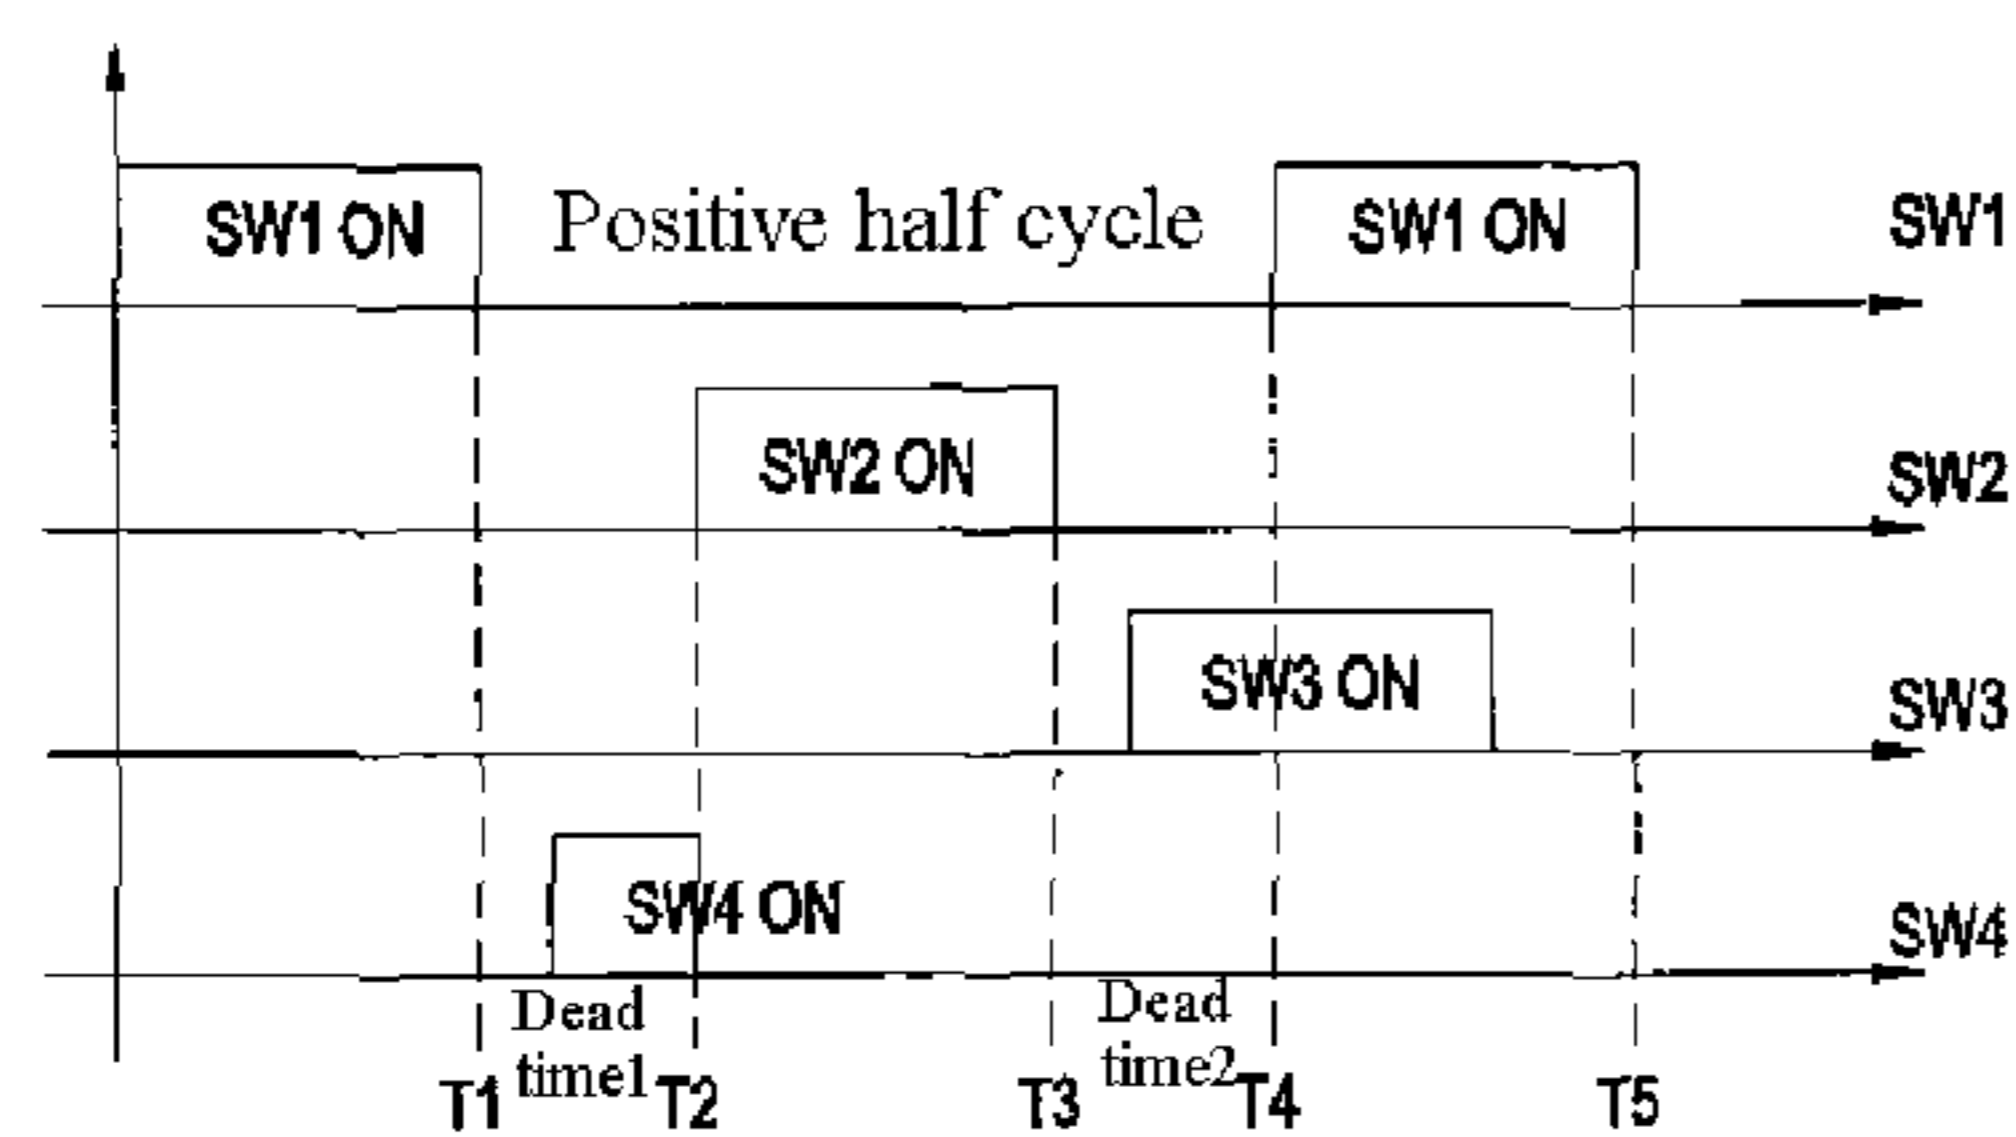 SW1 ON Positive half cycle SW1 ON SW1
SW2 ON SW2
SW3 ON SW3
SW4 ON SW4
Dead time1
Dead time2
T1 T2 T3 T4 T5